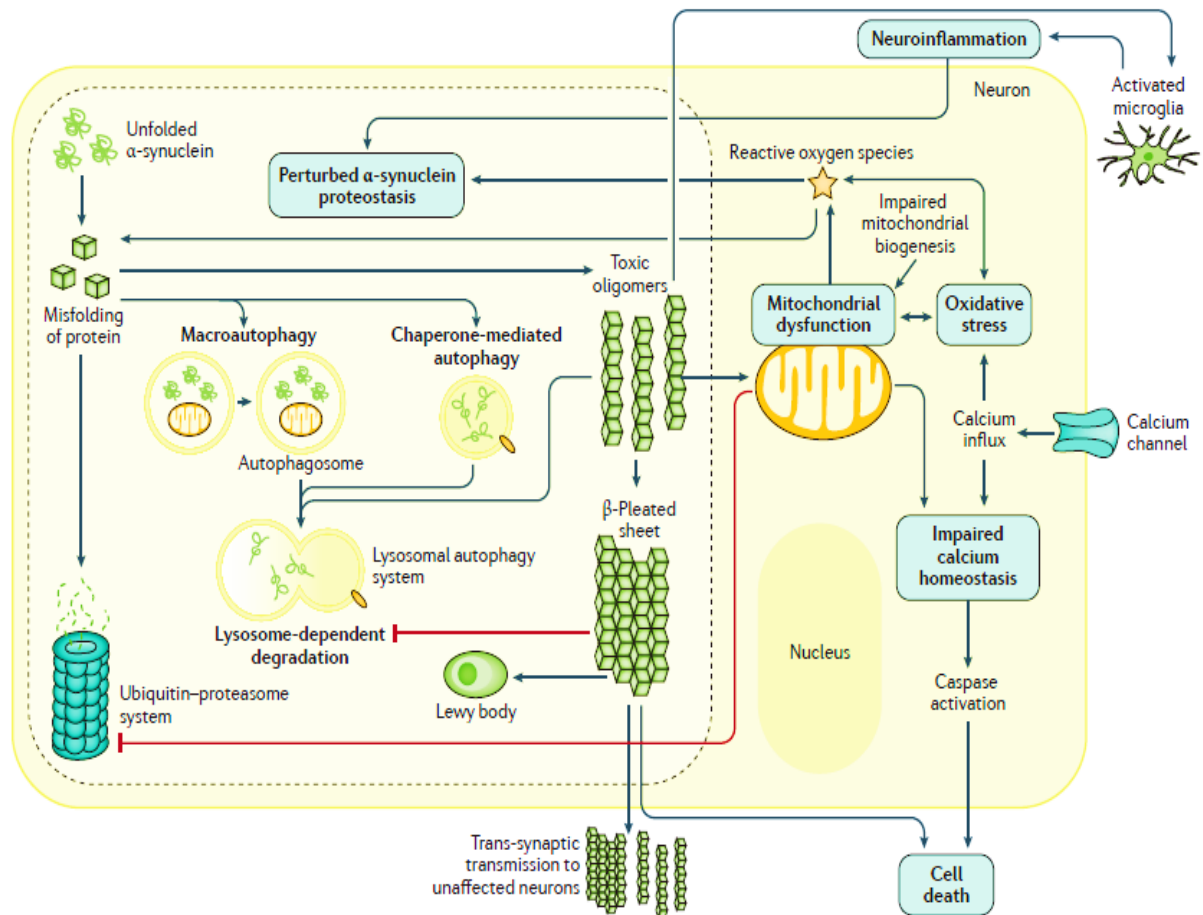 Neuroinflammation
Neuron
Activated
microglia
Unfolded
α-synuclein
Perturbed α-synuclein
proteostasis
Reactive oxygen species
Impaired
mitochondrial
biogenesis
Misfolding
of protein
Toxic
oligomers
Mitochondrial
dysfunction
Oxidative
stress
Macroautophagy
Chaperone-mediated
autophagy
Autophagosome
Calcium
influx
Calcium
channel
β-Pleated
sheet
Lysosomal autophagy
system
Impaired
calcium
homeostasis
Lysosome-dependent
degradation
Nucleus
Lewy body
Ubiquitin–proteasome
system
Caspase
activation
Trans-synaptic
transmission to
unaffected neurons
Cell
death